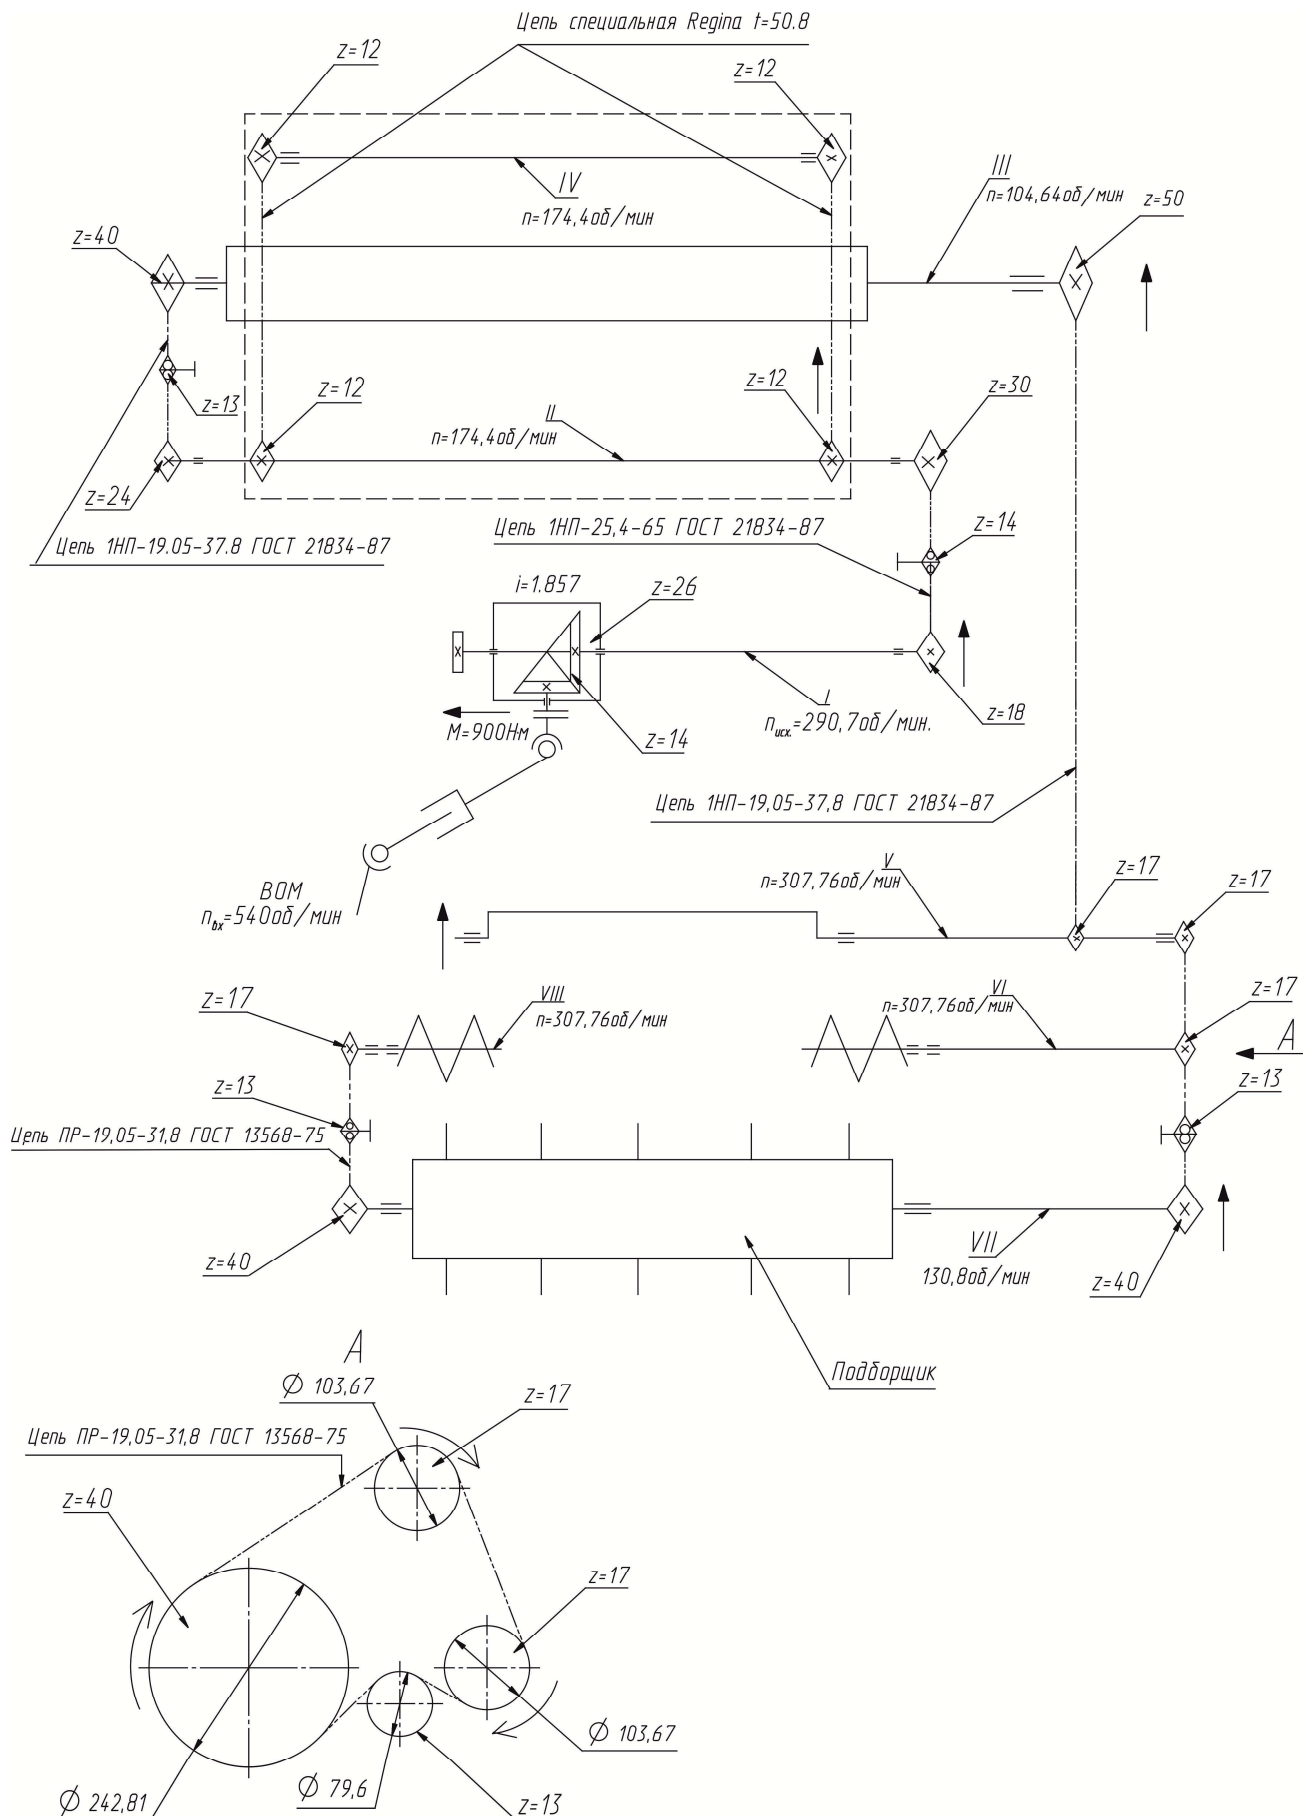 Цепь специальная Regina t=50.8
z=12
z=12
III
n=104,64об/мин
z=50
IV
n=174,4об/мин
z=40
z=13
z=12
z=12
z=30
II
n=174,4об/мин
z=24
Цепь 1НП-19.05-37.8 ГОСТ 21834-87
Цепь 1НП-25,4-65 ГОСТ 21834-87
z=14
i=1.857
z=26
I
nисх.=290,7об/мин.
z=18
M=900Нм
z=14
Цепь 1НП-19,05-37,8 ГОСТ 21834-87
ВОМ
nвх=540об/мин
V
n=307,76об/мин
z=17
z=17
z=17
VIII
n=307,76об/мин
VI
n=307,76об/мин
z=17
А
z=13
z=13
Цепь ПР-19,05-31,8 ГОСТ 13568-75
z=40
VII
130,8об/мин
z=40
Подборщик
А
Ø 103,67
z=17
Цепь ПР-19,05-31,8 ГОСТ 13568-75
z=40
z=17
Ø 103,67
Ø 79,6
Ø 242,81
z=13